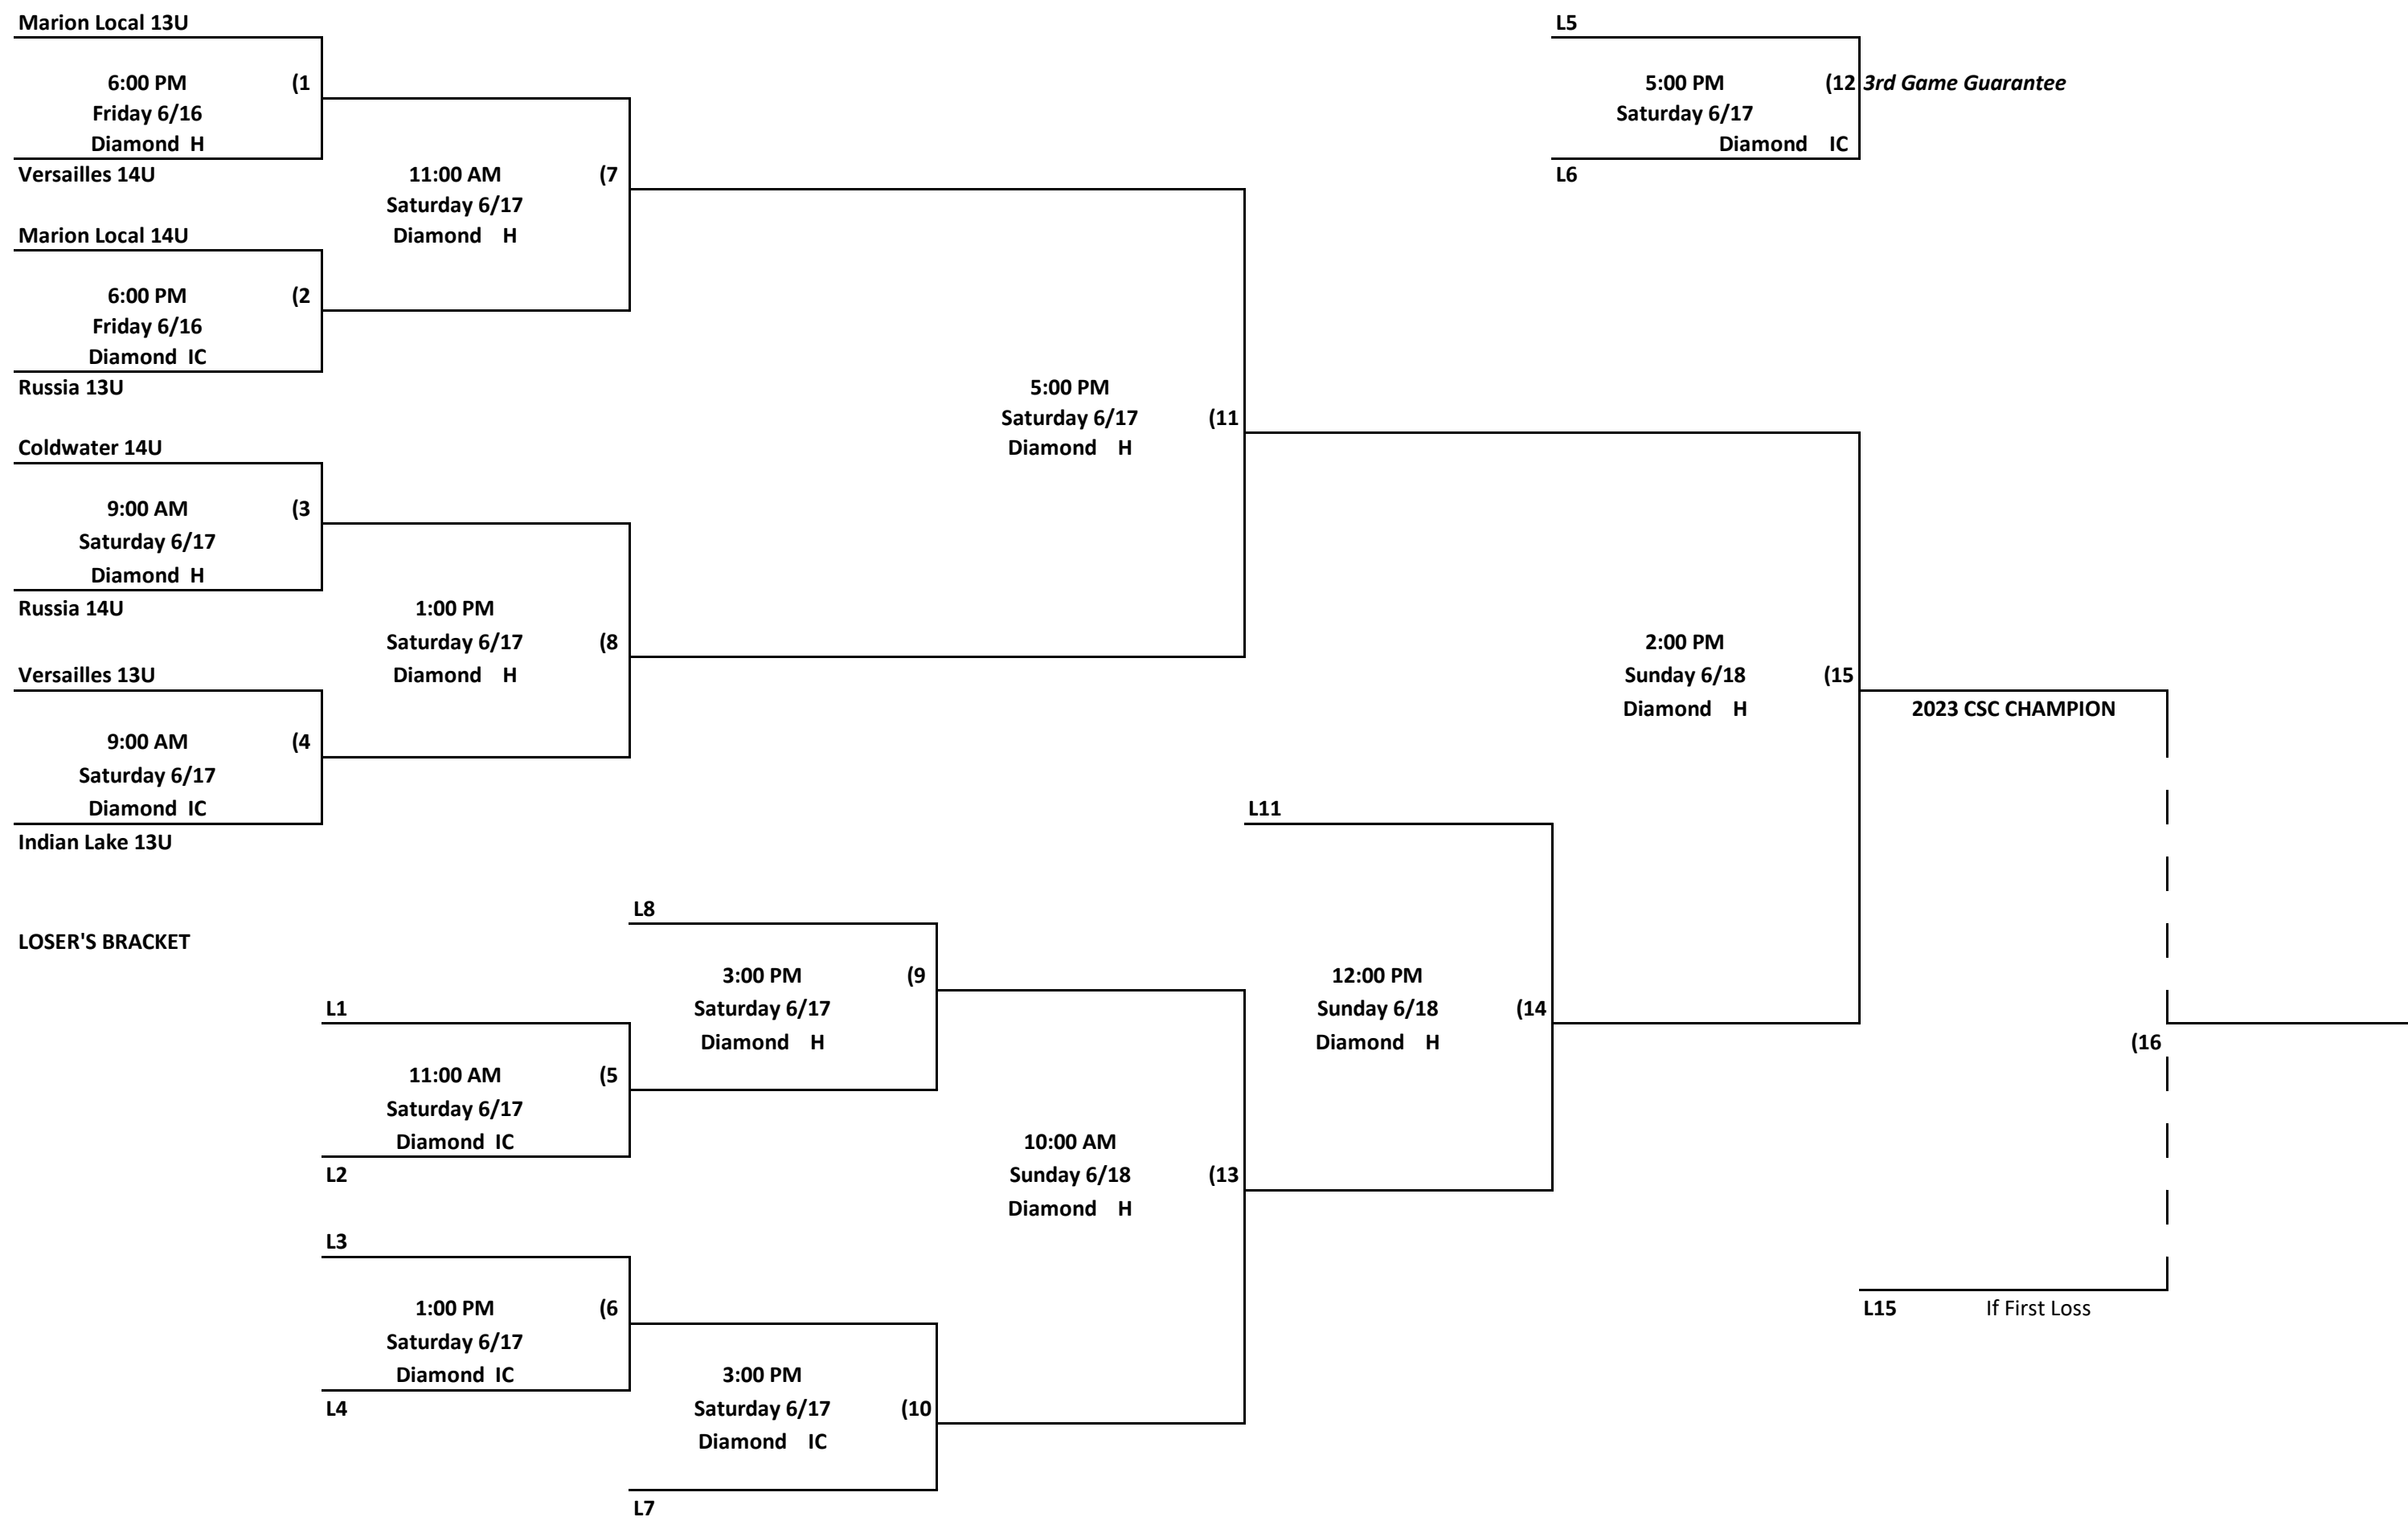 Marion Local 13U
6:00 PM (1
Friday 6/16
Diamond H
Versailles 14U
11:00 AM (7
Saturday 6/17
Diamond H
Marion Local 14U
6:00 PM (2
Friday 6/16
Diamond IC
Russia 13U
5:00 PM
Saturday 6/17 (11
Diamond H
Coldwater 14U
9:00 AM (3
Saturday 6/17
Diamond H
Russia 14U
1:00 PM
Saturday 6/17 (8
Diamond H
Versailles 13U
9:00 AM (4
Saturday 6/17
Diamond IC
Indian Lake 13U
L5
5:00 PM (12 3rd Game Guarantee
Saturday 6/17
Diamond IC
L6
2:00 PM
Sunday 6/18 (15
Diamond H
2023 CSC CHAMPION
LOSER'S BRACKET
L8
3:00 PM (9
Saturday 6/17
Diamond H
L1
11:00 AM (5
Saturday 6/17
Diamond IC
L2
L11
12:00 PM
Sunday 6/18 (14
Diamond H
10:00 AM
Sunday 6/18 (13
Diamond H
L3
1:00 PM (6
Saturday 6/17
Diamond IC
L4
3:00 PM
Saturday 6/17 (10
Diamond IC
L7
(16
L15 If First Loss